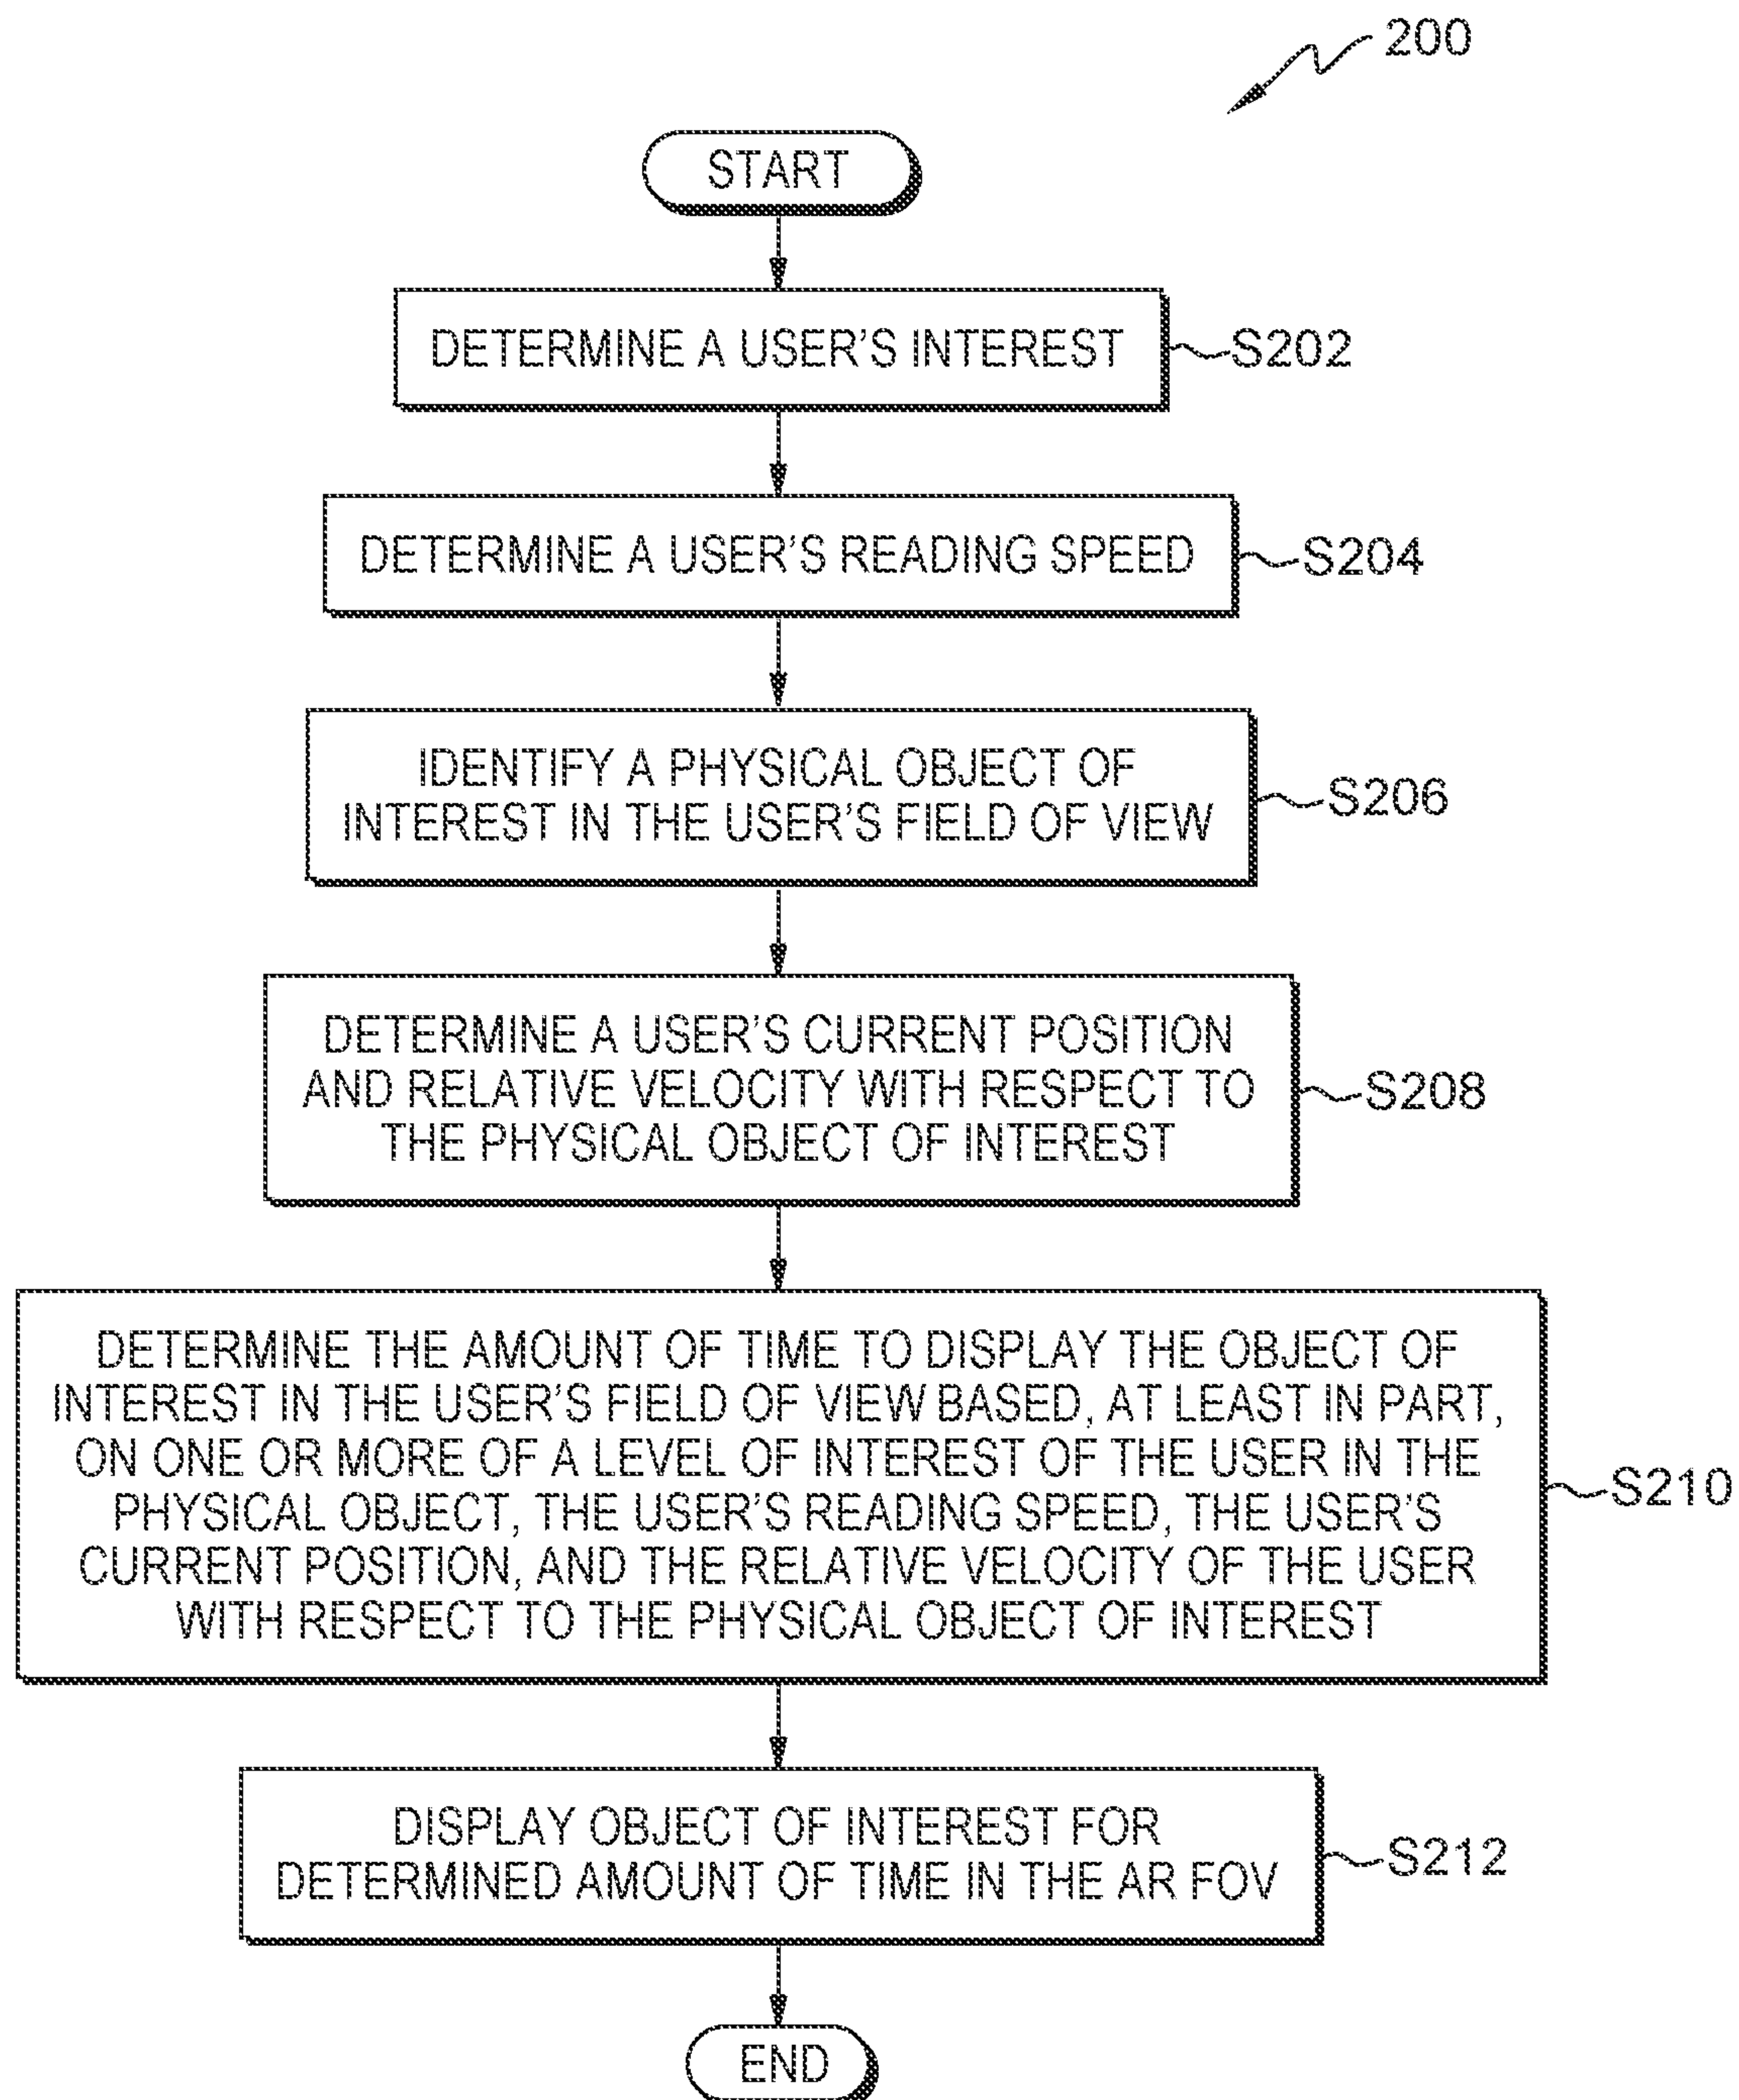 200
START
DETERMINE A USER'S INTEREST
S202
DETERMINE A USER'S READING SPEED
S204
IDENTIFY A PHYSICAL OBJECT OF
INTEREST IN THE USER'S FIELD OF VIEW
S206
DETERMINE A USER'S CURRENT POSITION
AND RELATIVE VELOCITY WITH RESPECT TO
THE PHYSICAL OBJECT OF INTEREST
S208
DETERMINE THE AMOUNT OF TIME TO DISPLAY THE OBJECT OF
INTEREST IN THE USER'S FIELD OF VIEW BASED, AT LEAST IN PART,
ON ONE OR MORE OF A LEVEL OF INTEREST OF THE USER IN THE
PHYSICAL OBJECT, THE USER'S READING SPEED, THE USER'S
CURRENT POSITION, AND THE RELATIVE VELOCITY OF THE USER
WITH RESPECT TO THE PHYSICAL OBJECT OF INTEREST
S210
DISPLAY OBJECT OF INTEREST FOR
DETERMINED AMOUNT OF TIME IN THE AR FOV
S212
END